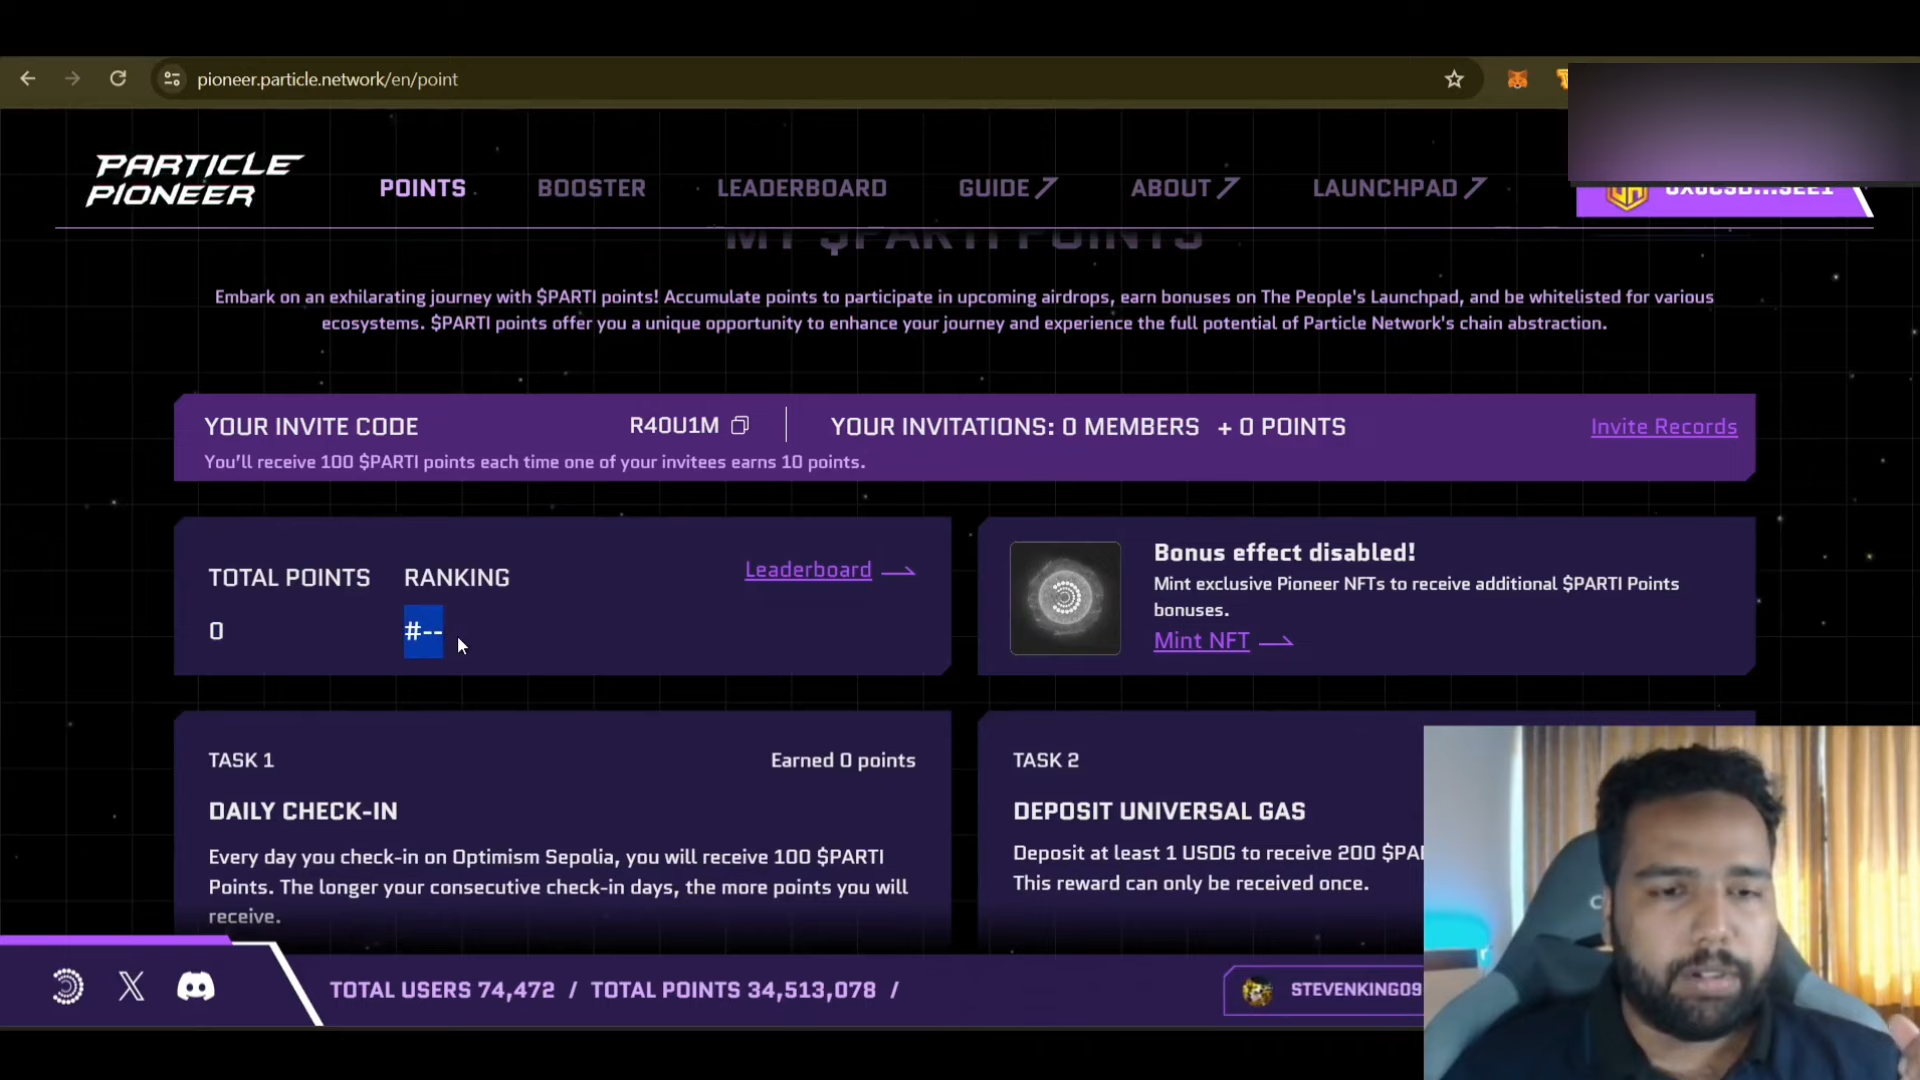 pioneer.particle.network/en/point
PARTICLE
PIONEER
POINTS
BOOSTER
LEADERBOARD
GUIDE
ABOUT
LAUNCHPAD
MY $PARTI POINTS
Embark on an exhilarating journey with $PARTI points! Accumulate points to participate in upcoming airdrops, earn bonuses on The People's Launchpad, and be whitelisted for various
ecosystems. $PARTI points offer you a unique opportunity to enhance your journey and experience the full potential of Particle Network's chain abstraction.
YOUR INVITE CODE
R40U1M
YOUR INVITATIONS: 0 MEMBERS + 0 POINTS
Invite Records
You'll receive 100 $PARTI points each time one of your invitees earns 10 points.
TOTAL POINTS
RANKING
Leaderboard
0
#--
Bonus effect disabled!
Mint exclusive Pioneer NFTs to receive additional $PARTI Points
bonuses.
Mint NFT
TASK 1
Earned 0 points
DAILY CHECK-IN
Every day you check-in on Optimism Sepolia, you will receive 100 $PARTI
Points. The longer your consecutive check-in days, the more points you will
receive.
TASK 2
DEPOSIT UNIVERSAL GAS
Deposit at least 1 USDG to receive 200
This reward can only be received once.
TOTAL USERS 74,472 / TOTAL POINTS 34,513,078 /
STEVENKING09